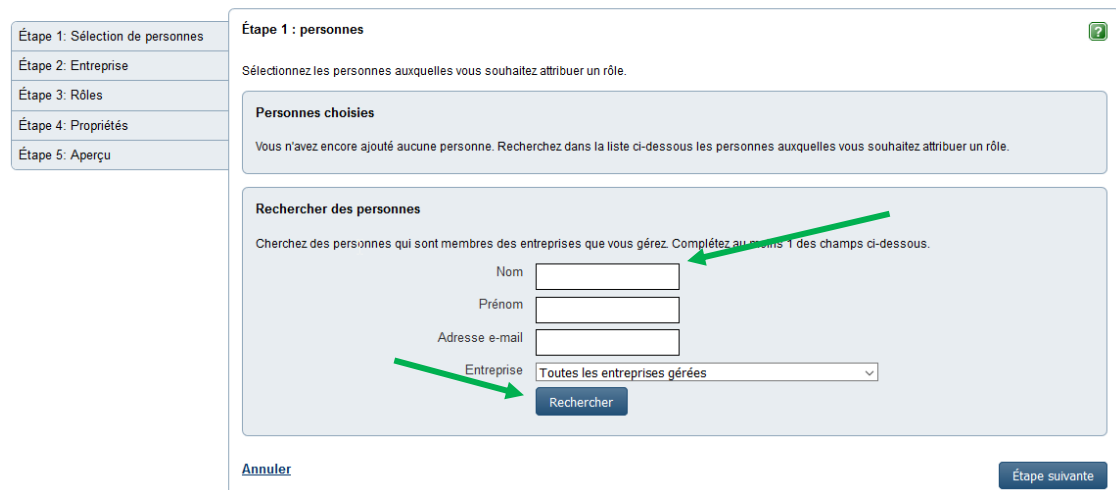 Étape 1: Sélection de personnes
Étape 2: Entreprise
Étape 3: Rôles
Étape 4: Propriétés
Étape 5: Aperçu
Étape 1 : personnes
?
Sélectionnez les personnes auxquelles vous souhaitez attribuer un rôle.
Personnes choisies
Vous n'avez encore ajouté aucune personne. Recherchez dans la liste ci-dessous les personnes auxquelles vous souhaitez attribuer un rôle.
Rechercher des personnes
Cherchez des personnes qui sont membres des entreprises que vous gérez. Complétez au moins 1 des champs ci-dessous.
Nom
Prénom
Adresse e-mail
Entreprise Toutes les entreprises gérées
Rechercher
Annuler
Étape suivante